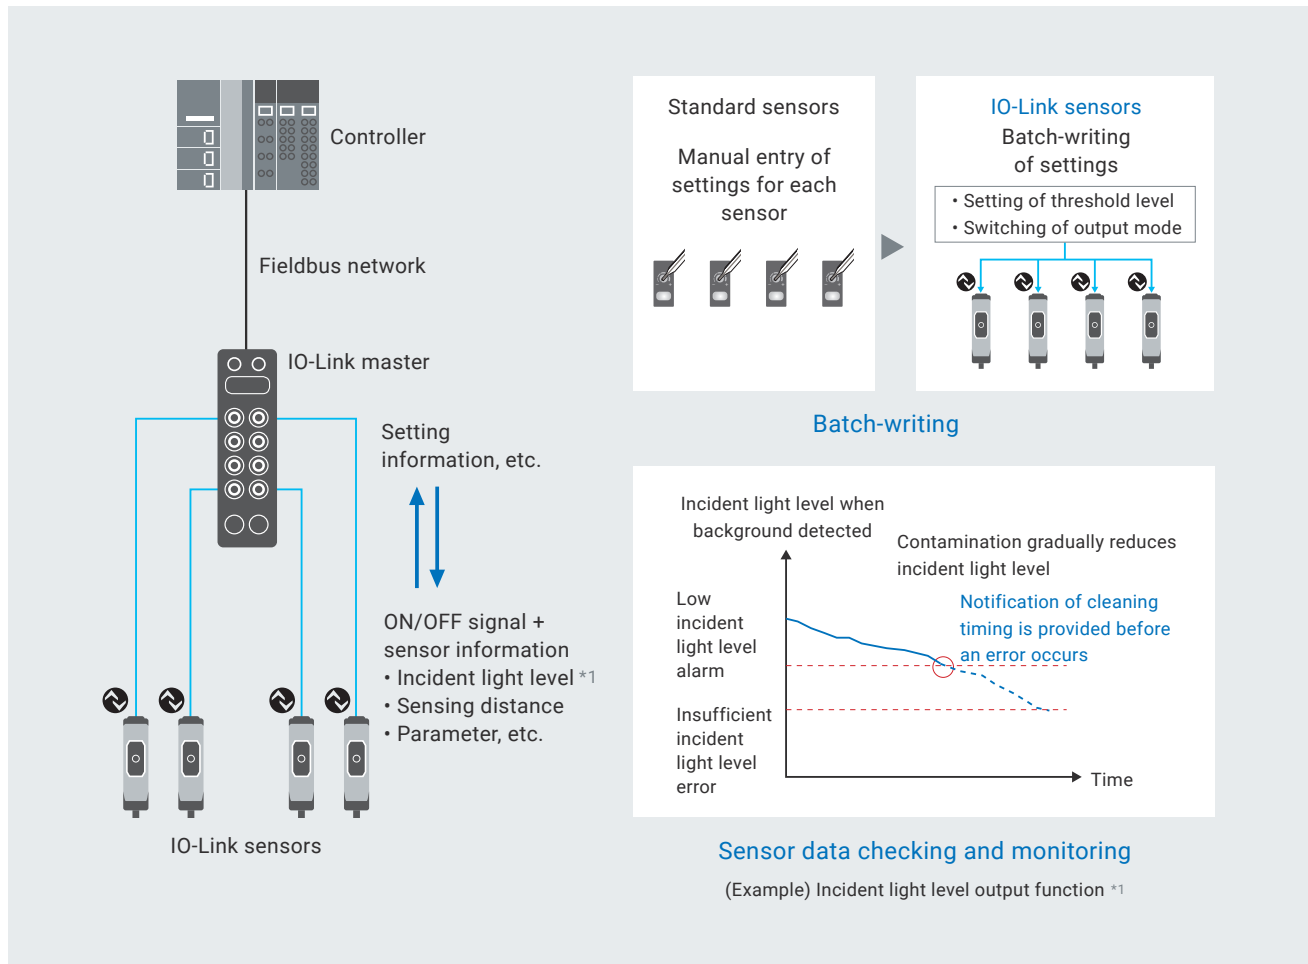 Controller
Fieldbus network
IO-Link master
Setting
information, etc.
ON/OFF signal +
sensor information
• Incident light level *1
• Sensing distance
• Parameter, etc.
IO-Link sensors
Standard sensors
Manual entry of
settings for each
sensor
IO-Link sensors
Batch-writing
of settings
• Setting of threshold level
• Switching of output mode
Batch-writing
Incident light level when
background detected
Contamination gradually reduces
incident light level
Notification of cleaning
timing is provided before
an error occurs
Low
incident
light level
alarm
Insufficient
incident
light level
error
Time
Sensor data checking and monitoring
(Example) Incident light level output function *1